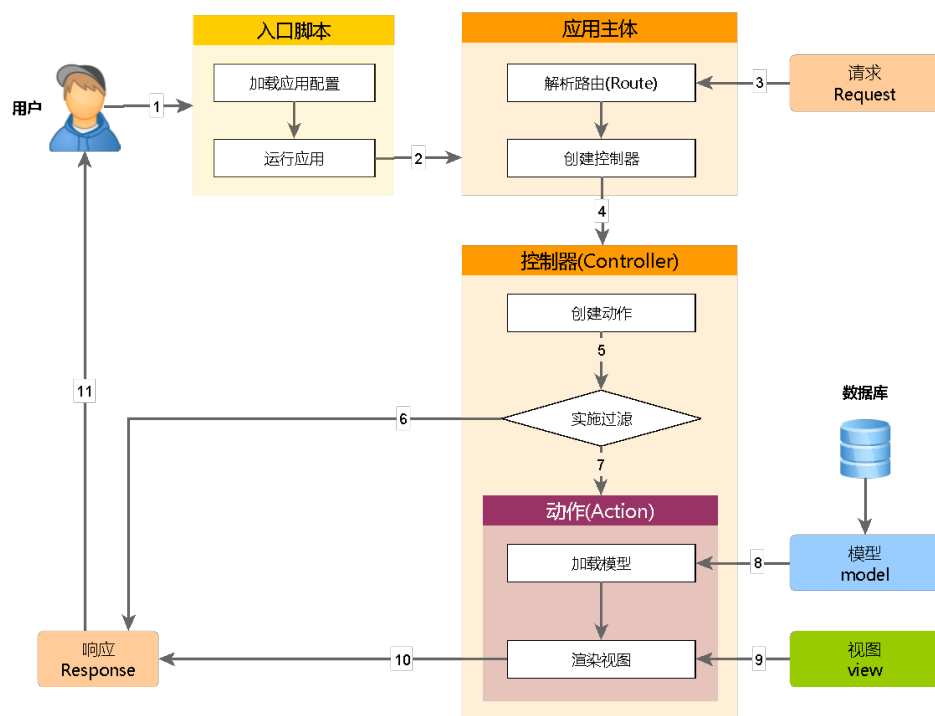 入口脚本
应用主体
加载应用配置
解析路由(Route)
3
请求
Request
用户
1
运行应用
2
创建控制器
4
控制器(Controller)
创建动作
5
11
数据库
6
实施过滤
7
动作(Action)
加载模型
8
模型
model
响应
Response
10
渲染视图
9
视图
view